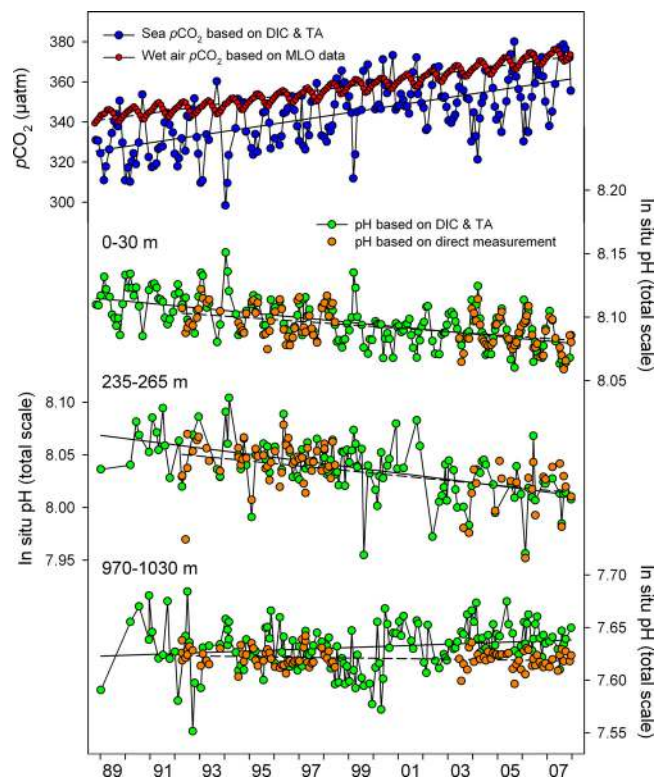 Sea pCO2 based on DIC & TA
Wet air pCO2 based on MLO data
380
360
340
320
300
pCO2 (µatm)
8.20
8.15
8.10
8.05
In situ pH (total scale)
pH based on DIC & TA
pH based on direct measurement
0-30 m
235-265 m
8.10
8.05
8.00
7.95
In situ pH (total scale)
970-1030 m
7.70
7.65
7.60
7.55
In situ pH (total scale)
89 91 93 95 97 99 01 03 05 07